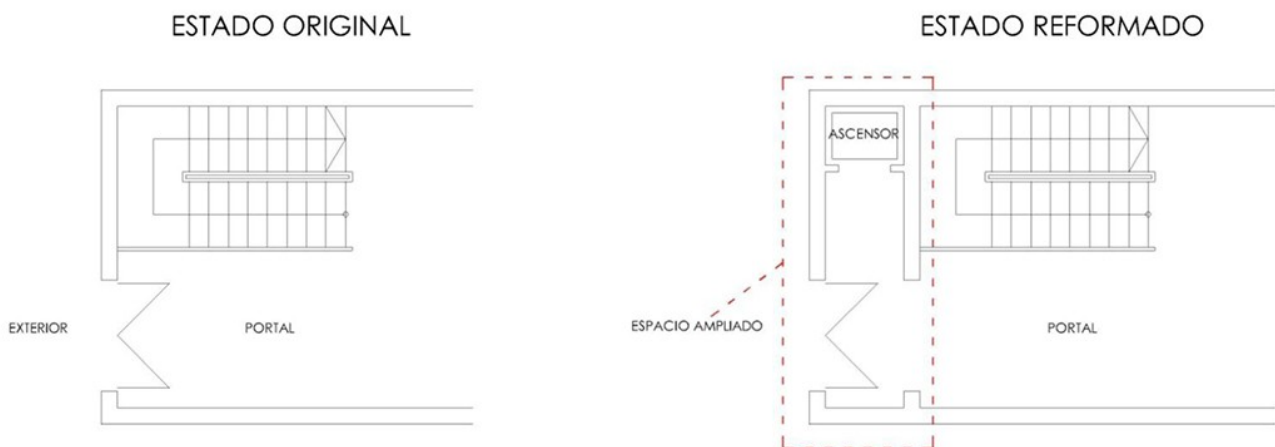 ESTADO ORIGINAL
EXTERIOR
PORTAL
ESTADO REFORMADO
ASCENSOR
ESPACIO AMPLIADO
PORTAL